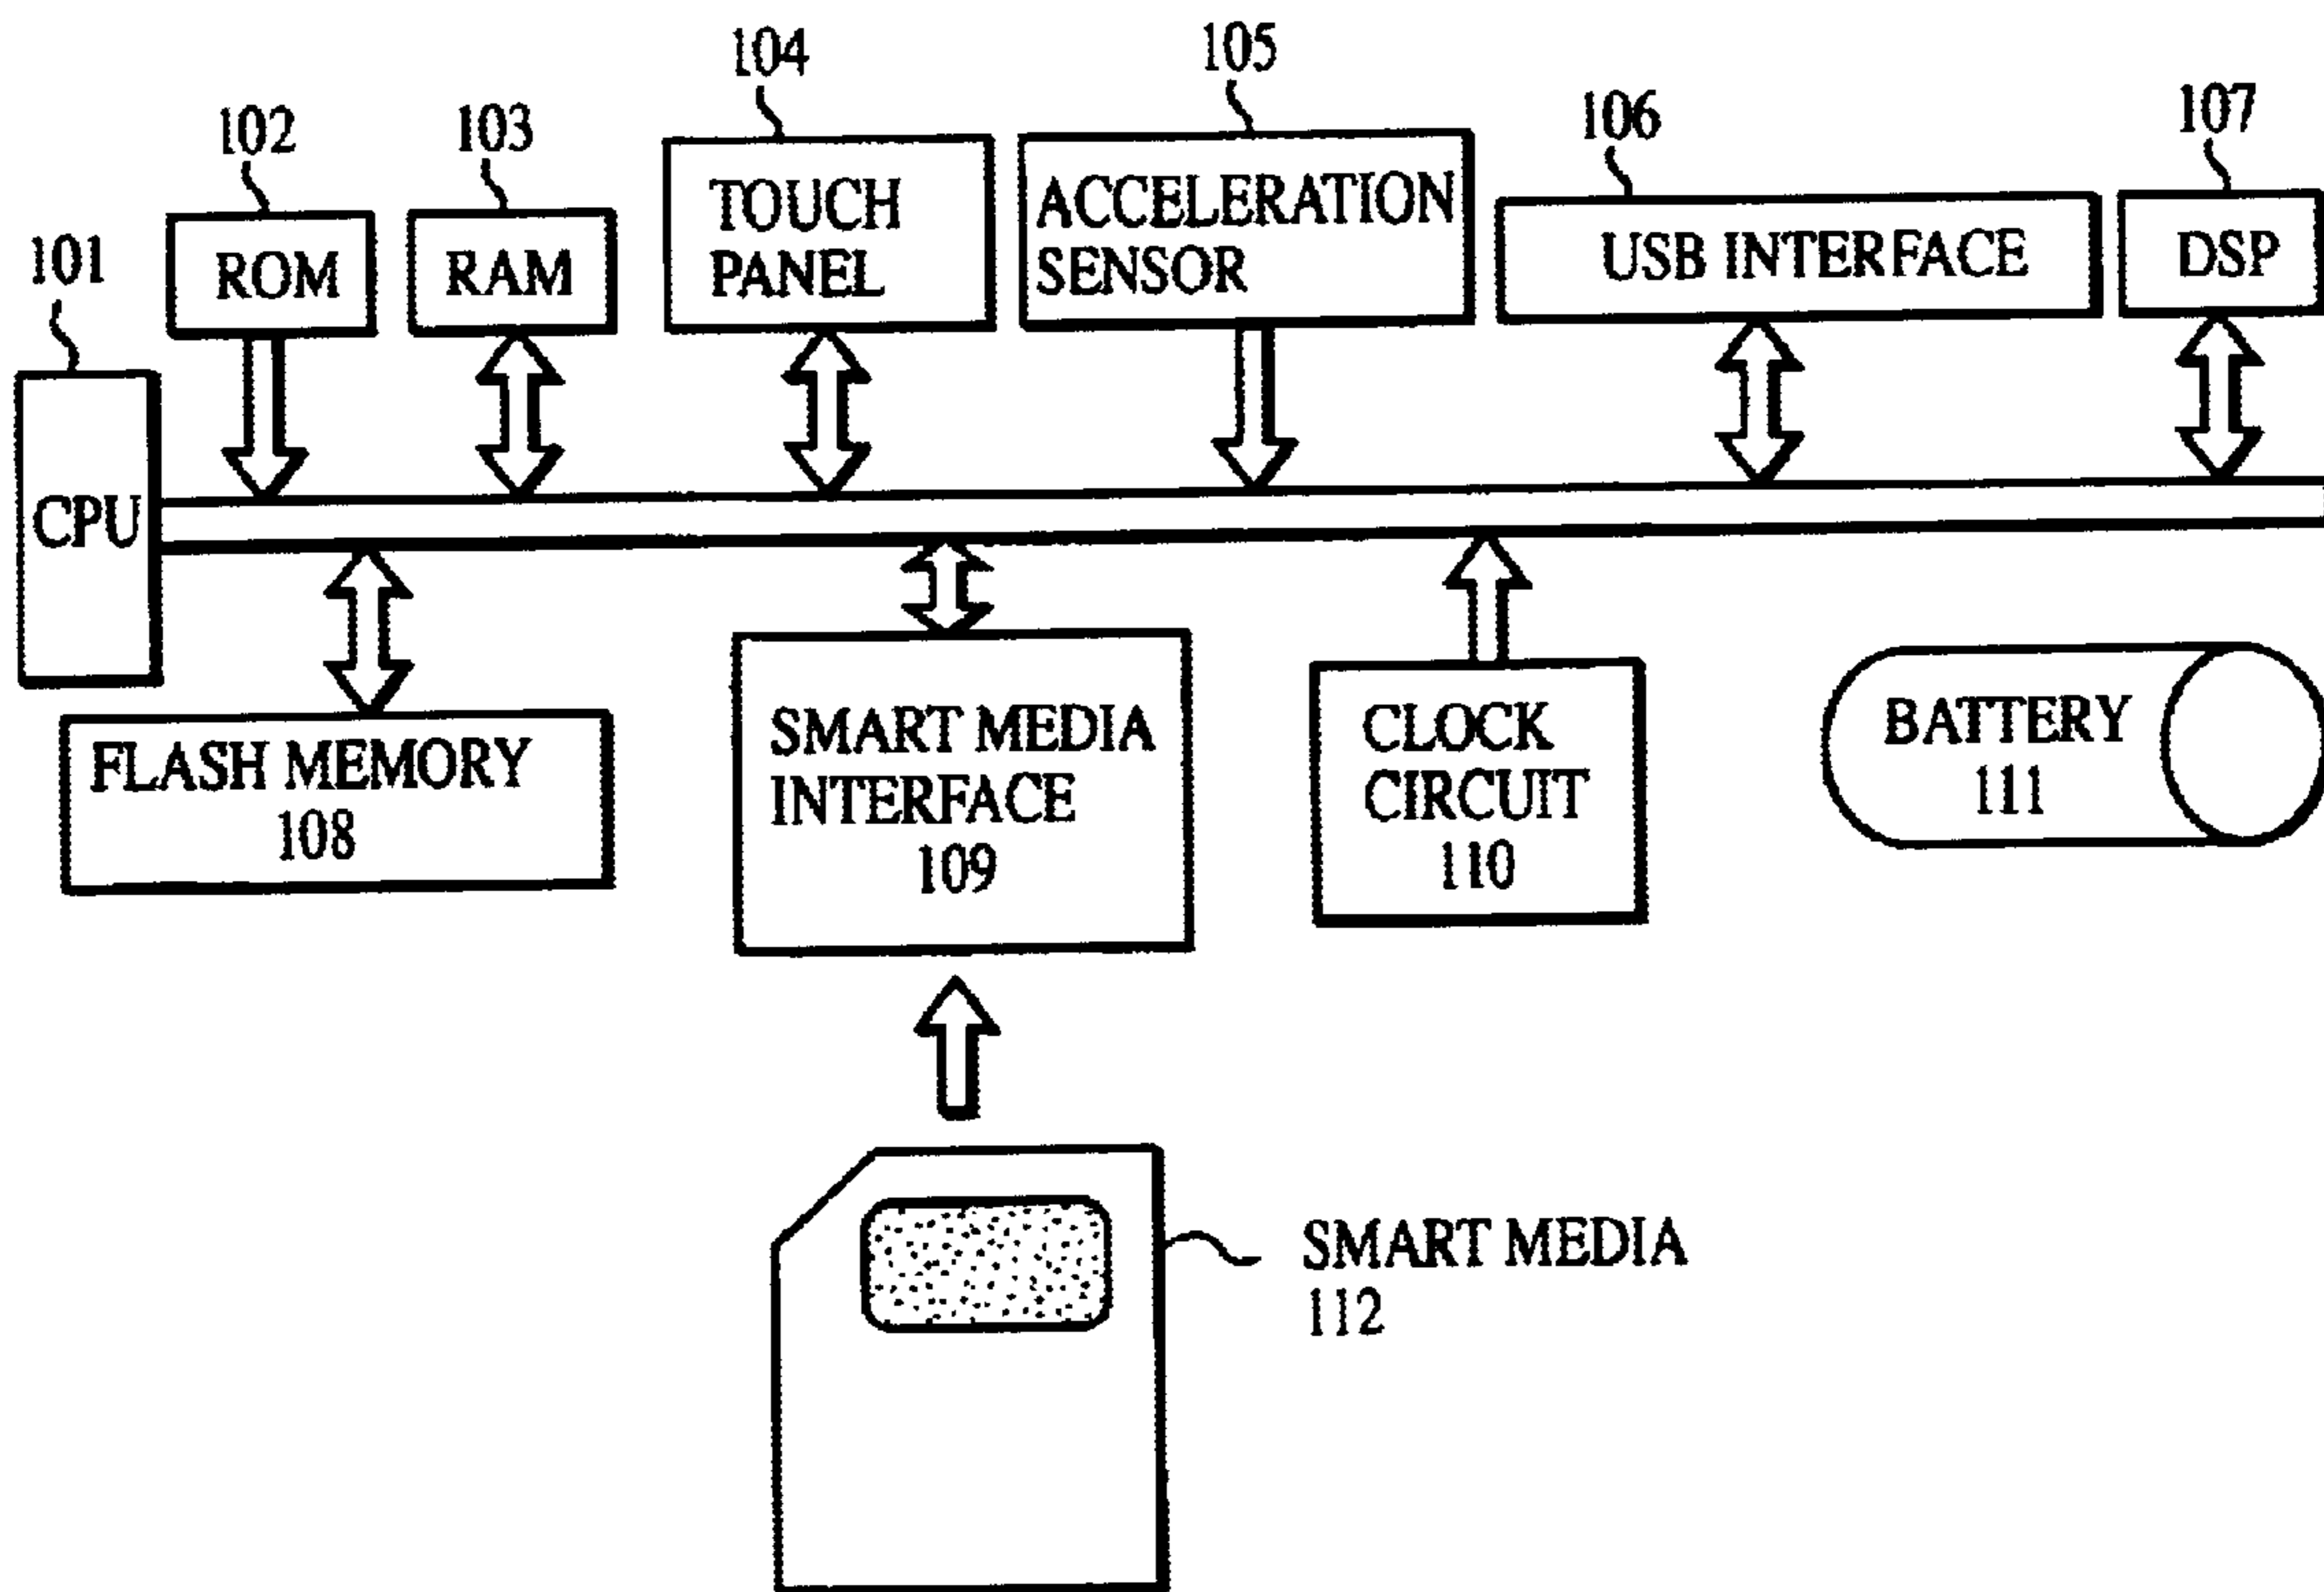 104
105
102
103
106
107
TOUCH
PANEL
ACCELERATION
SENSOR
101
ROM
RAM
USB INTERFACE
DSP
CPU
FLASH MEMORY
108
SMART MEDIA
INTERFACE
109
CLOCK
CIRCUIT
110
BATTERY
111
SMART MEDIA
112